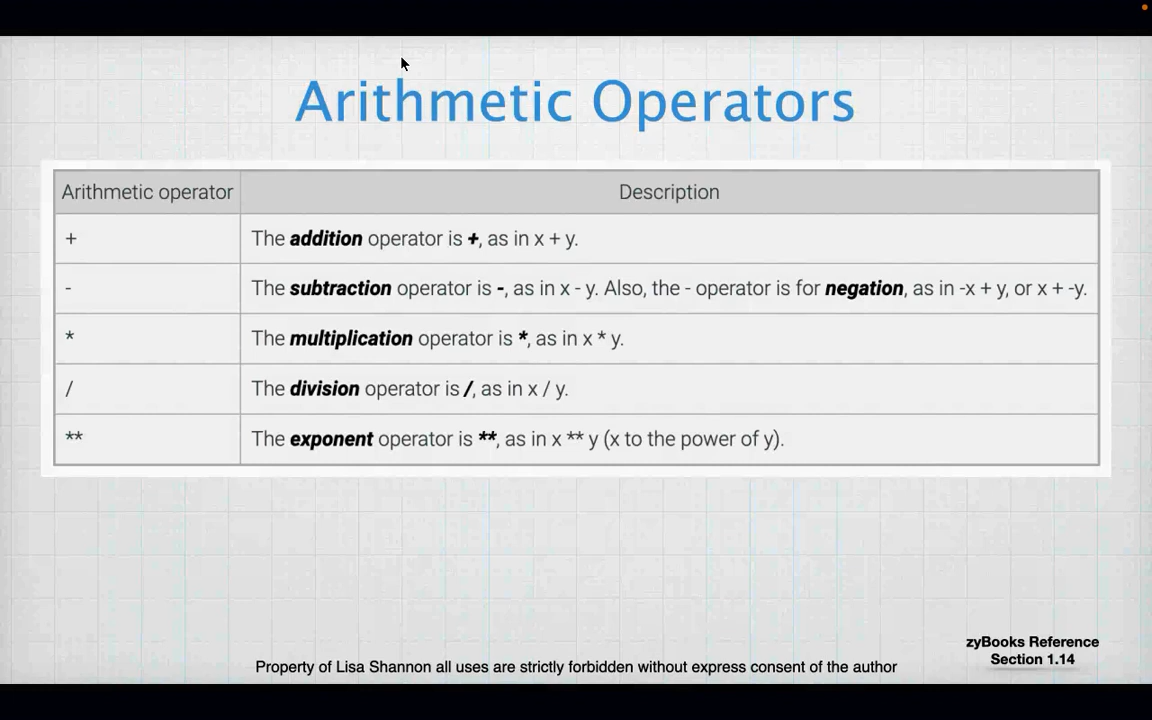 Arithmetic Operators
Arithmetic operator Description
+ The addition operator is +, as in x + y.
- The subtraction operator is -, as in x - y. Also, the - operator is for negation, as in -x + y, or x + -y.
* The multiplication operator is *, as in x * y.
/ The division operator is /, as in x / y.
** The exponent operator is **, as in x ** y (x to the power of y).
zyBooks Reference
Section 1.14
Property of Lisa Shannon all uses are strictly forbidden without express consent of the author